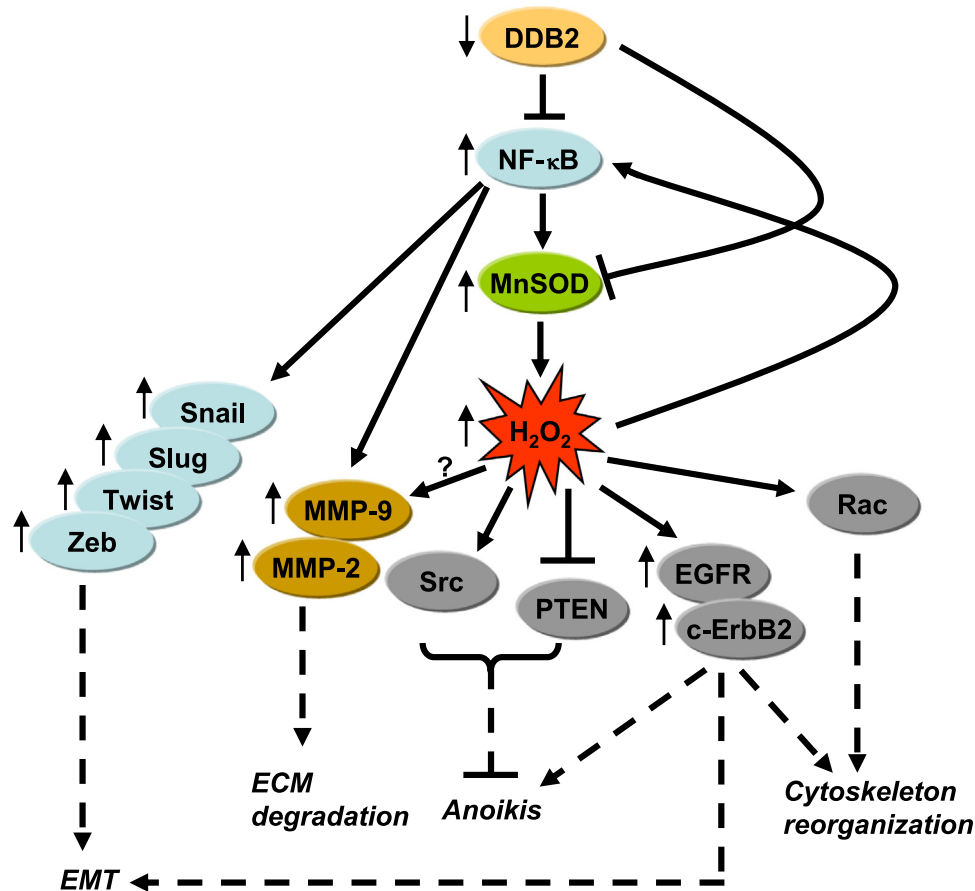 DDB2
NF-κB
MnSOD
H₂O₂
Snail
Slug
Twist
Zeb
?
MMP-9
MMP-2
Src
PTEN
EGFR
c-ErbB2
Rac
ECM
degradation
Anoikis
Cytoskeleton
reorganization
EMT